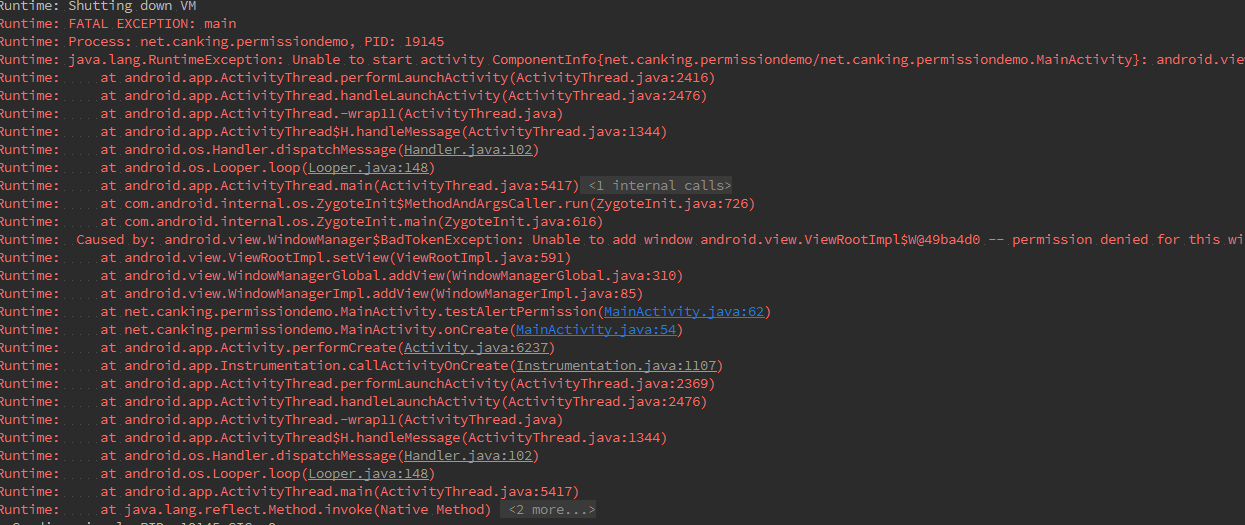 Runtime: Shutting down VM
Runtime: FATAL EXCEPTION: main
Runtime: Process: net.canking.permissiondemo, PID: 19145
Runtime: java.lang.RuntimeException: Unable to start activity ComponentInfo{net.canking.permissiondemo/net.canking.permissiondemo.MainActivity}: android.vie
Runtime:     at android.app.ActivityThread.performLaunchActivity(ActivityThread.java:2416)
Runtime:     at android.app.ActivityThread.handleLaunchActivity(ActivityThread.java:2476)
Runtime:     at android.app.ActivityThread.-wrap11(ActivityThread.java)
Runtime:     at android.app.ActivityThread$H.handleMessage(ActivityThread.java:1344)
Runtime:     at android.os.Handler.dispatchMessage(Handler.java:102)
Runtime:     at android.os.Looper.loop(Looper.java:148)
Runtime:     at android.app.ActivityThread.main(ActivityThread.java:5417) <1 internal calls>
Runtime:     at com.android.internal.os.ZygoteInit$MethodAndArgsCaller.run(ZygoteInit.java:726)
Runtime:     at com.android.internal.os.ZygoteInit.main(ZygoteInit.java:616)
Runtime:  Caused by: android.view.WindowManager$BadTokenException: Unable to add window android.view.ViewRootImpl$W@49ba4d0 -- permission denied for this wi
Runtime:     at android.view.ViewRootImpl.setView(ViewRootImpl.java:591)
Runtime:     at android.view.WindowManagerGlobal.addView(WindowManagerGlobal.java:310)
Runtime:     at android.view.WindowManagerImpl.addView(WindowManagerImpl.java:85)
Runtime:     at net.canking.permissiondemo.MainActivity.testAlertPermission(MainActivity.java:62)
Runtime:     at net.canking.permissiondemo.MainActivity.onCreate(MainActivity.java:54)
Runtime:     at android.app.Activity.performCreate(Activity.java:6237)
Runtime:     at android.app.Instrumentation.callActivityOnCreate(Instrumentation.java:1107)
Runtime:     at android.app.ActivityThread.performLaunchActivity(ActivityThread.java:2369)
Runtime:     at android.app.ActivityThread.handleLaunchActivity(ActivityThread.java:2476)
Runtime:     at android.app.ActivityThread.-wrap11(ActivityThread.java)
Runtime:     at android.app.ActivityThread$H.handleMessage(ActivityThread.java:1344)
Runtime:     at android.os.Handler.dispatchMessage(Handler.java:102)
Runtime:     at android.os.Looper.loop(Looper.java:148)
Runtime:     at android.app.ActivityThread.main(ActivityThread.java:5417)
Runtime:     at java.lang.reflect.Method.invoke(Native Method) <2 more...>